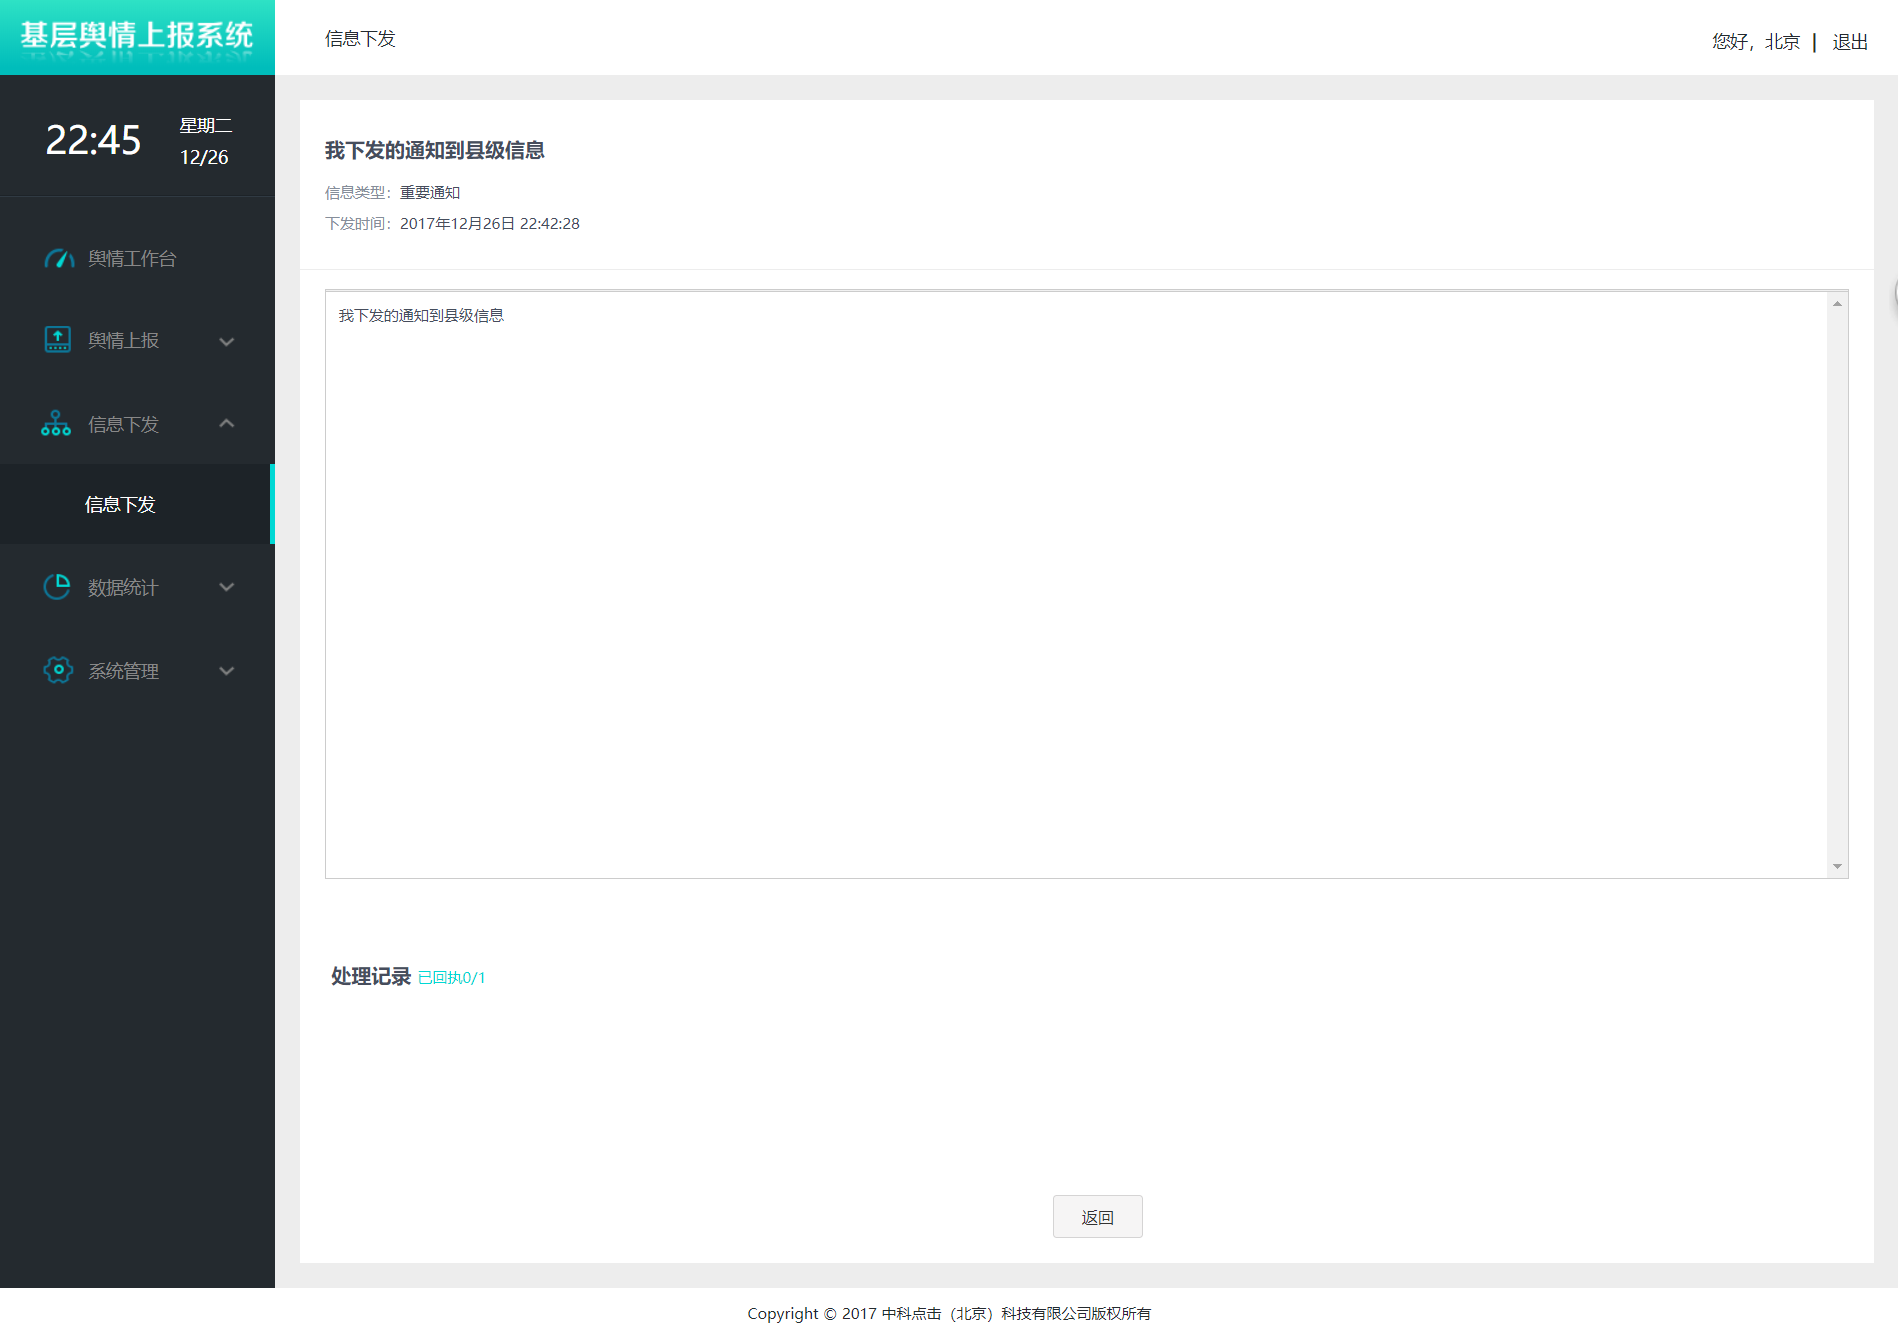 基层舆情上报系统
信息下发
您好，北京 | 退出
22:45
星期二
12/26
舆情工作台
舆情上报
信息下发
信息下发
数据统计
系统管理
我下发的通知到县级信息
信息类型：重要通知
下发时间：2017年12月26日 22:42:28
我下发的通知到县级信息
处理记录 已回执0/1
返回
Copyright © 2017 中科点击（北京）科技有限公司版权所有